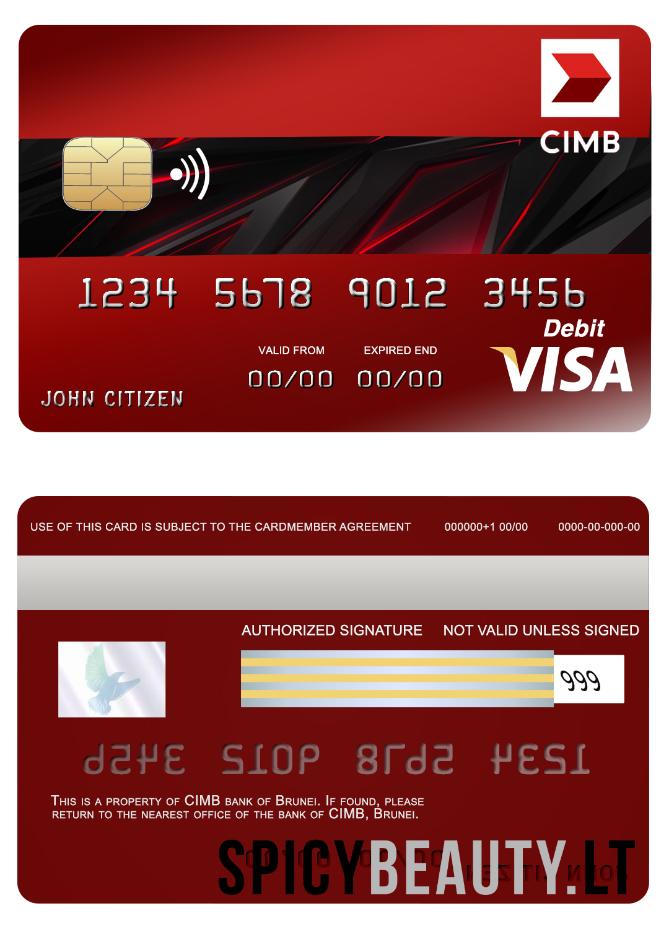 CIMB
1234 5678 9012 3456
Debit
VALID FROM EXPIRED END
VISA
00/00 00/00
JOHN CITIZEN
USE OF THIS CARD IS SUBJECT TO THE CARDMEMBER AGREEMENT 000000+1 00/00 0000-00-000-00
AUTHORIZED SIGNATURE NOT VALID UNLESS SIGNED
999
THIS IS A PROPERTY OF CIMB BANK OF BRUNEI. IF FOUND, PLEASE
RETURN TO THE NEAREST OFFICE OF THE BANK OF CIMB, BRUNEI.
SPICYBEAUTY.LT